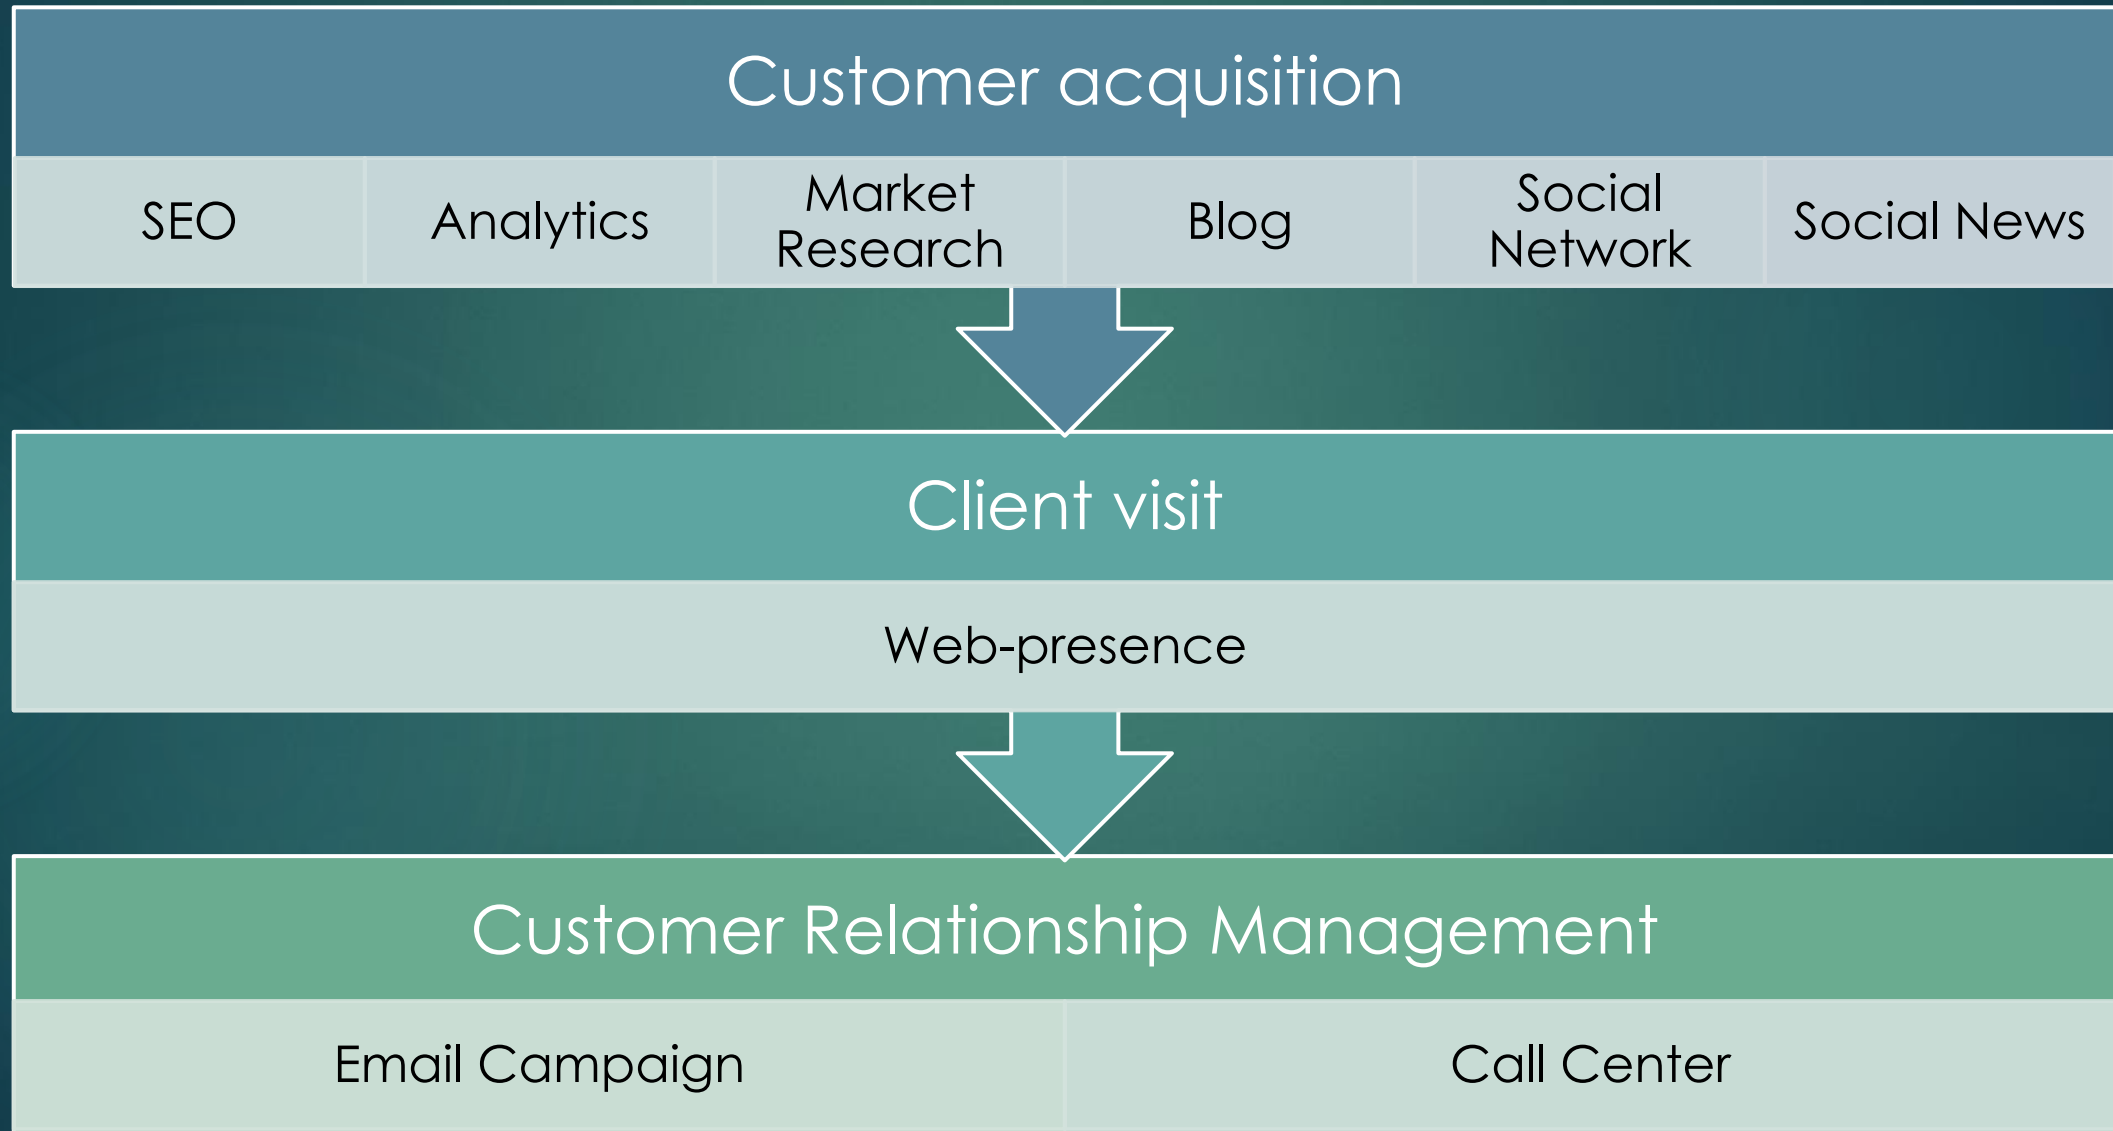 Customer acquisition
SEO
Analytics
Market
Research
Blog
Social
Network
Social News
Client visit
Web-presence
Customer Relationship Management
Email Campaign
Call Center